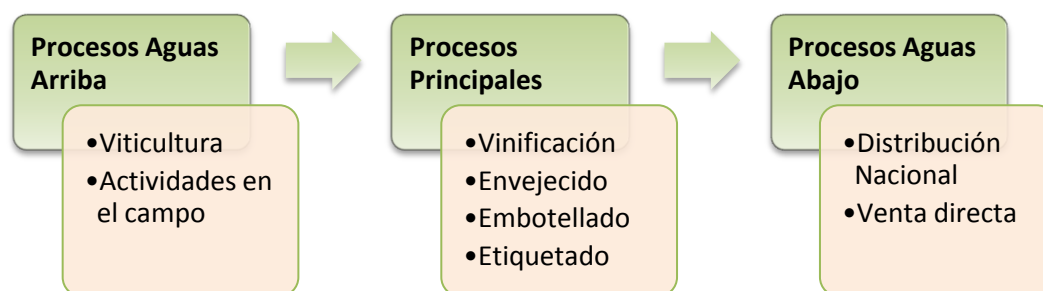 Procesos Aguas
Arriba
•Viticultura
•Actividades en
el campo
Procesos
Principales
•Vinificación
•Envejecido
•Embotellado
•Etiquetado
Procesos Aguas
Abajo
•Distribución
Nacional
•Venta directa